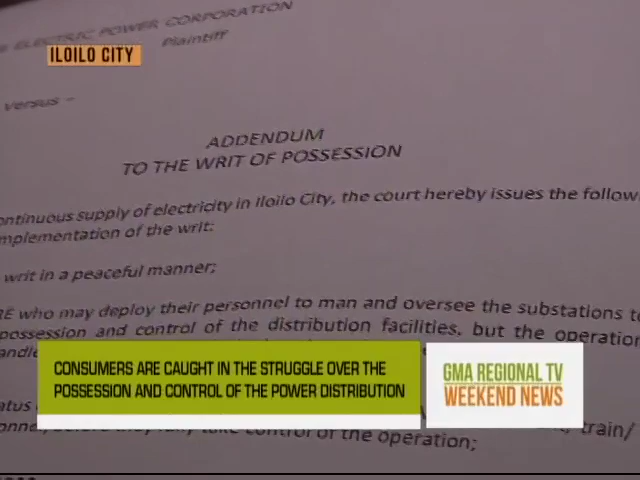 ELECTRIC POWER CORPORATION
Plaintiff
ILOILO CITY
versus –
ADDENDUM
TO THE WRIT OF POSSESSION
continuous supply of electricity in Iloilo City, the court hereby issues the
implementation of the writ:
writ in a peaceful manner;
who may deploy their personnel to man and oversee the substations
possession and control of the distribution facilities, but the
CONSUMERS ARE CAUGHT IN THE STRUGGLE OVER THE
POSSESSION AND CONTROL OF THE POWER DISTRIBUTION
GMA REGIONAL TV
WEEKEND NEWS
train/
control of the operation;